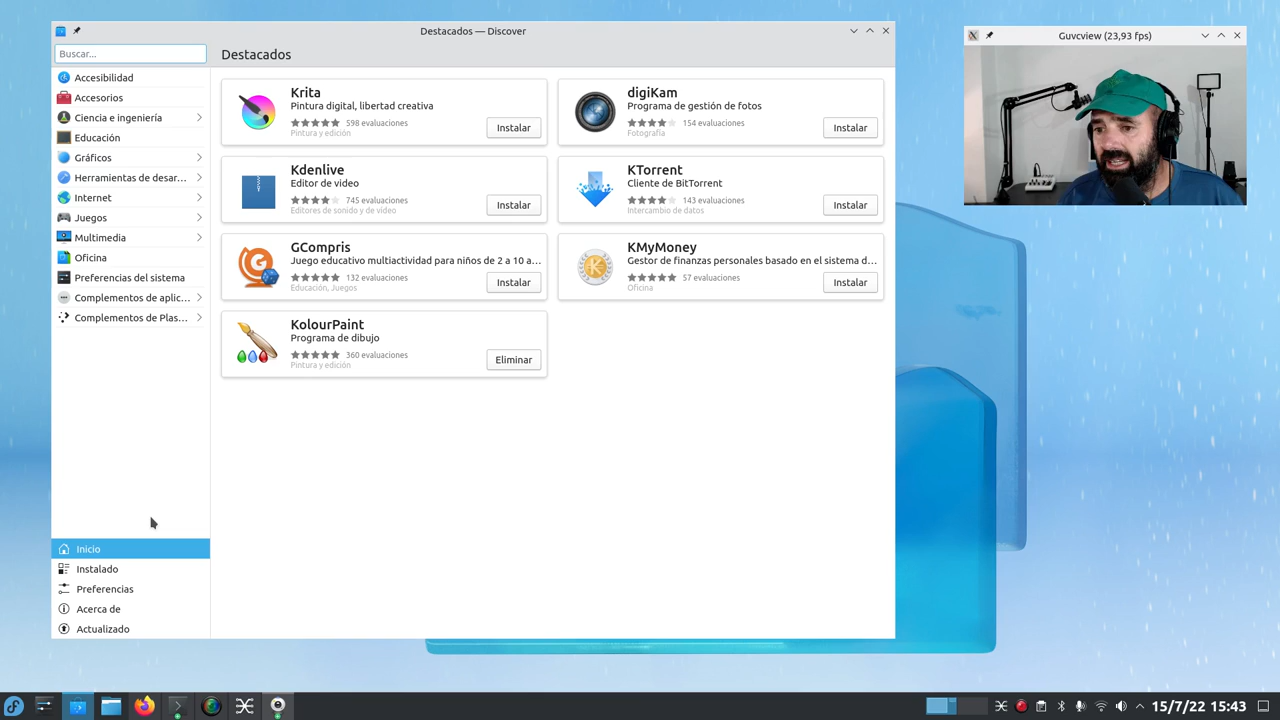 Destacados — Discover
Buscar...
Destacados
Accesibilidad
Accesorios
Ciencia e ingeniería
Educación
Gráficos
Herramientas de desar...
Internet
Juegos
Multimedia
Oficina
Preferencias del sistema
Complementos de aplic...
Complementos de Plas...
Inicio
Instalado
Preferencias
Acerca de
Actualizado
Krita
Pintura digital, libertad creativa
598 evaluaciones
Pintura y edición
Instalar
digiKam
Programa de gestión de fotos
154 evaluaciones
Fotografía
Instalar
Kdenlive
Editor de video
745 evaluaciones
Editores de sonido y de video
Instalar
KTorrent
Cliente de BitTorrent
143 evaluaciones
Intercambio de datos
Instalar
GCompris
Juego educativo multiactividad para niños de 2 a 10 a...
132 evaluaciones
Educación, Juegos
Instalar
KMyMoney
Gestor de finanzas personales basado en el sistema d...
57 evaluaciones
Oficina
Instalar
KolourPaint
Programa de dibujo
360 evaluaciones
Pintura y edición
Eliminar
Guvcview (23,93 fps)
15/7/22 15:43